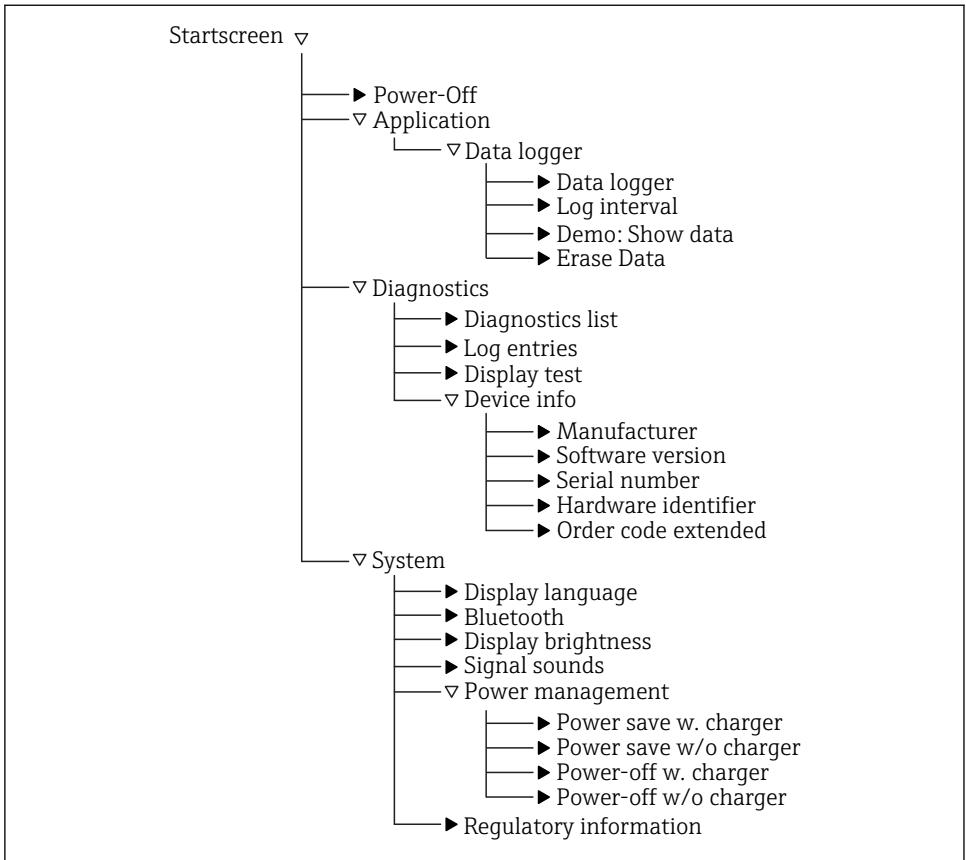 Startscreen
Power-Off
Application
Data logger
Data logger
Log interval
Demo: Show data
Erase Data
Diagnostics
Diagnostics list
Log entries
Display test
Device info
Manufacturer
Software version
Serial number
Hardware identifier
Order code extended
System
Display language
Bluetooth
Display brightness
Signal sounds
Power management
Power save w. charger
Power save w/o charger
Power-off w. charger
Power-off w/o charger
Regulatory information